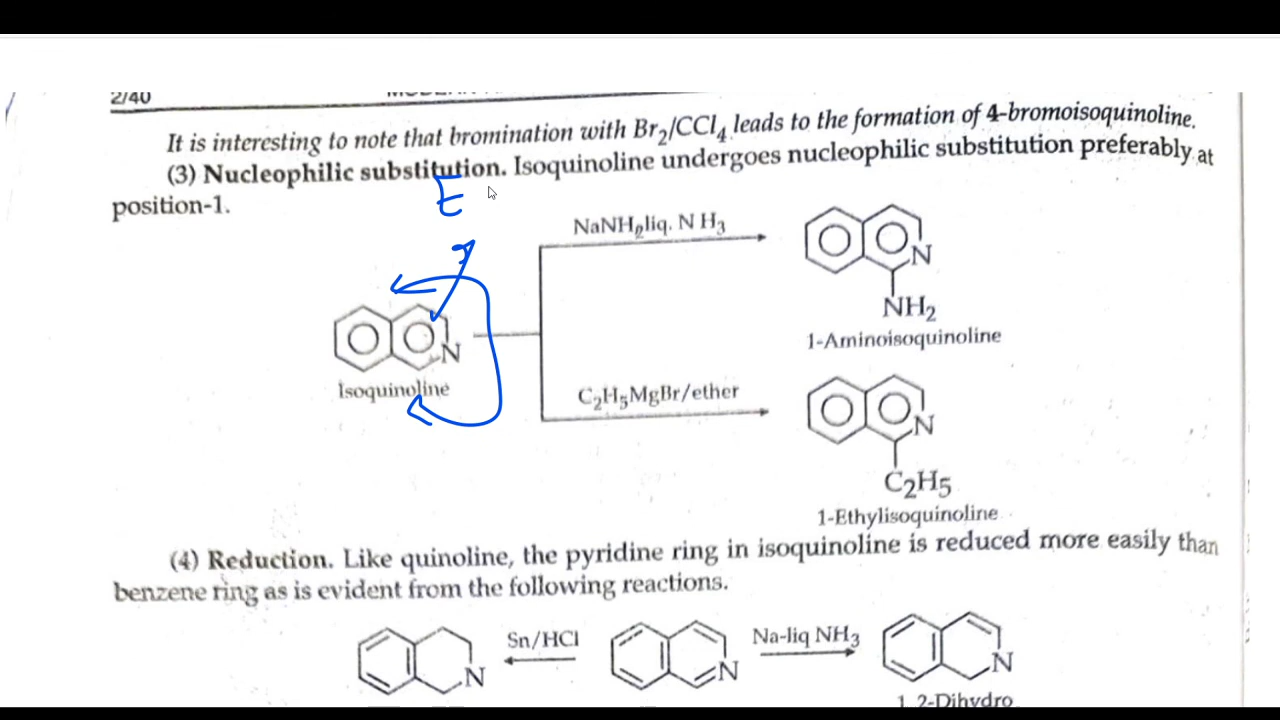 2/40
It is interesting to note that bromination with Br2/CCl4 leads to the formation of 4-bromoisoquinoline.
(3) Nucleophilic substitution. Isoquinoline undergoes nucleophilic substitution preferably at
position-1.
E
NaNH2liq. N H3
N
NH2
1-Aminoisoquinoline
N
Isoquinoline
C2H5MgBr/ether
N
C2H5
1-Ethylisoquinoline
(4) Reduction. Like quinoline, the pyridine ring in isoquinoline is reduced more easily than
benzene ring as is evident from the following reactions.
Sn/HCl
Na-liq NH3
N
N
N
1 2-Dihydro